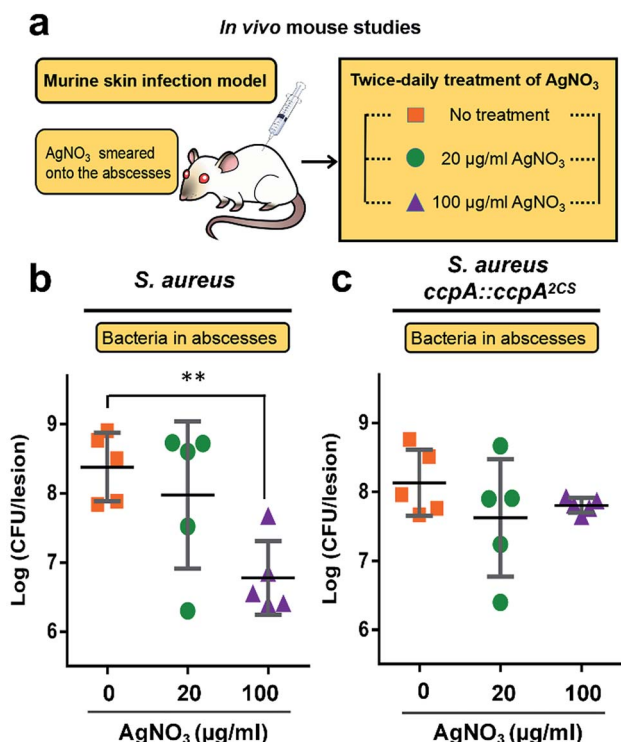 a
In vivo mouse studies
Murine skin infection model
AgNO₃ smeared
onto the abscesses
Twice-daily treatment of AgNO₃
No treatment
20 µg/ml AgNO₃
100 µg/ml AgNO₃
b
S. aureus
Bacteria in abscesses
**
Log (CFU/lesion)
9
8
7
6
0 20 100
AgNO₃ (µg/ml)
c
S. aureus
ccpA::ccpA²ᶜˢ
Bacteria in abscesses
Log (CFU/lesion)
9
8
7
6
0 20 100
AgNO₃ (µg/ml)